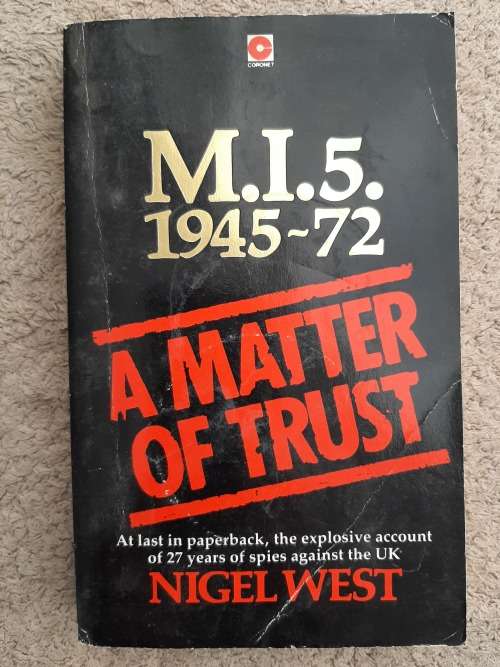 CORONET
M.I.5.
1945~72
A MATTER
OF TRUST
At last in paperback, the explosive account
of 27 years of spies against the UK
NIGEL WEST